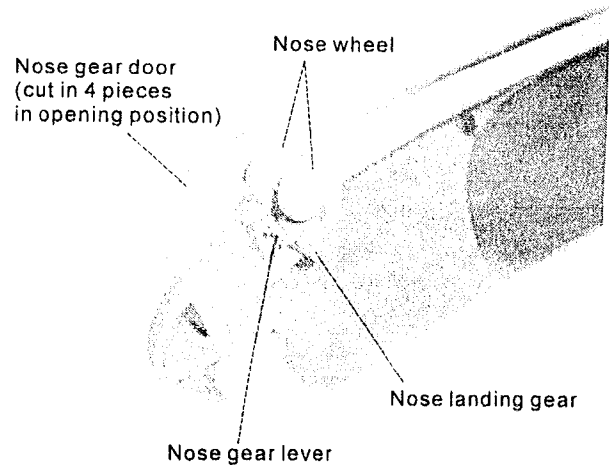 Nose wheel
Nose gear door
(cut in 4 pieces
in opening position)
Nose landing gear
Nose gear lever